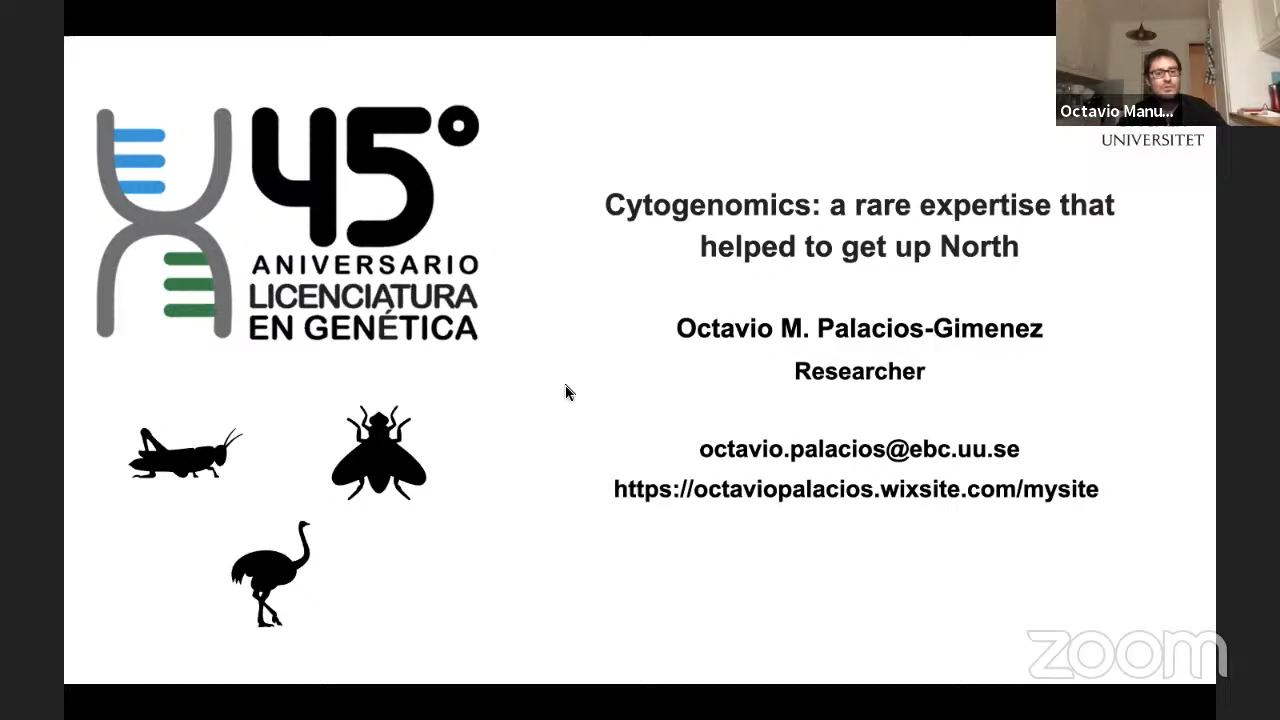 45°
ANIVERSARIO
LICENCIATURA
EN GENÉTICA
Octavio Manu...
UNIVERSITET
Cytogenomics: a rare expertise that
helped to get up North
Octavio M. Palacios-Gimenez
Researcher
octavio.palacios@ebc.uu.se
https://octaviopalacios.wixsite.com/mysite
zoom